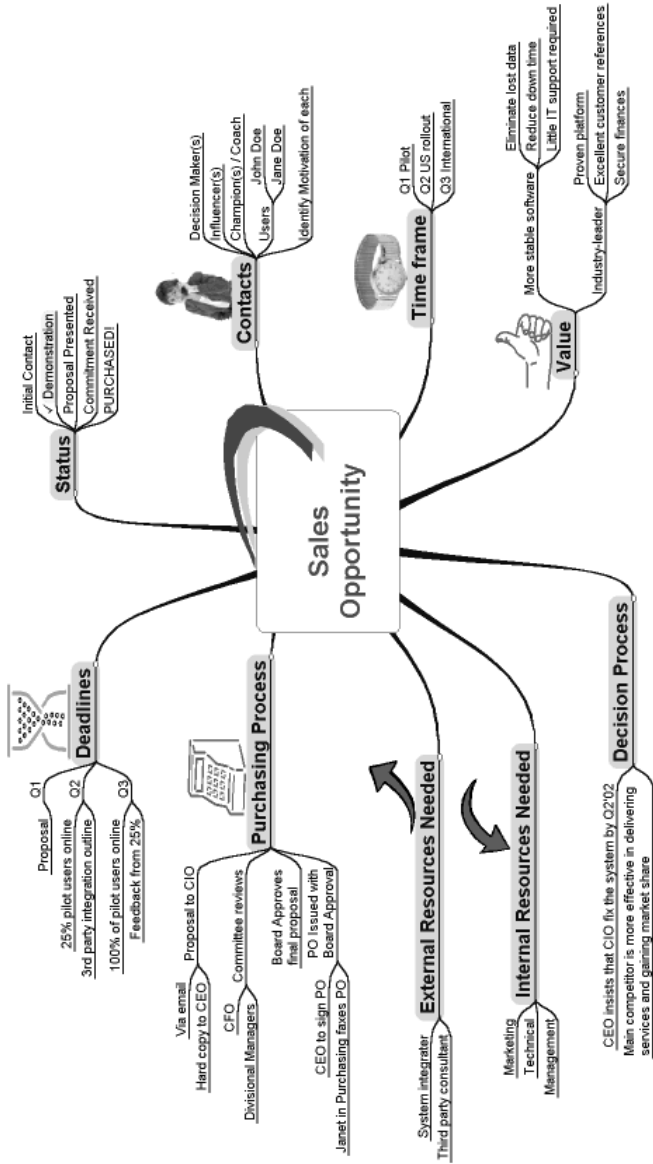 Sales
Opportunity
Status
Initial Contact
✓ Demonstration
Proposal Presented
Commitment Received
PURCHASED!
Contacts
Decision Maker(s)
Influencer(s)
Champion(s) / Coach
Users
John Doe
Jane Doe
Identify Motivation of each
Time frame
Q1 Pilot
Q2 US rollout
Q3 International
Value
More stable software
Eliminate lost data
Reduce down time
Little IT support required
Industry-leader
Proven platform
Excellent customer references
Secure finances
Decision Process
CEO insists that CIO fix the system by Q2'02
Main competitor is more effective in delivering
services and gaining market share
Internal Resources Needed
Marketing
Technical
Management
External Resources Needed
System integrater
Third party consultant
Purchasing Process
Proposal to CIO
Via email
Hard copy to CEO
Committee reviews
CFO
Divisional Managers
Board Approves
final proposal
PO Issued with
Board Approval
CEO to sign PO
Janet in Purchasing faxes PO
Deadlines
Q1
Proposal
Q2
25% pilot users online
3rd party integration outline
Q3
100% of pilot users online
Feedback from 25%